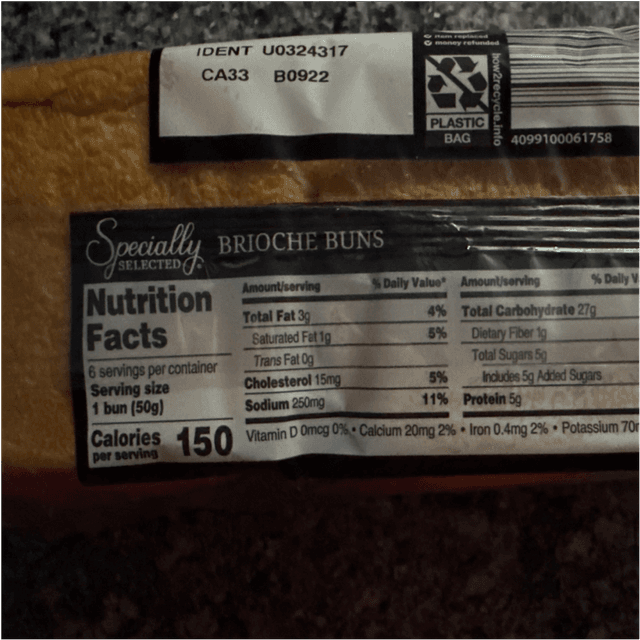 IDENT U0324317
CA33 B0922
item replaced
money refunded
how2recycle.info
PLASTIC
BAG
4099100061758
Specially
SELECTED®
BRIOCHE BUNS
Nutrition
Facts
6 servings per container
Serving size
1 bun (50g)
Calories 150
per serving
Amount/serving % Daily Value*
Total Fat 3g 4%
Saturated Fat 1g 5%
Trans Fat 0g
Cholesterol 15mg 5%
Sodium 250mg 11%
Amount/serving % Daily V
Total Carbohydrate 27g
Dietary Fiber 1g
Total Sugars 5g
Includes 5g Added Sugars
Protein 5g
Vitamin D 0mcg 0% • Calcium 20mg 2% • Iron 0.4mg 2% • Potassium 70m